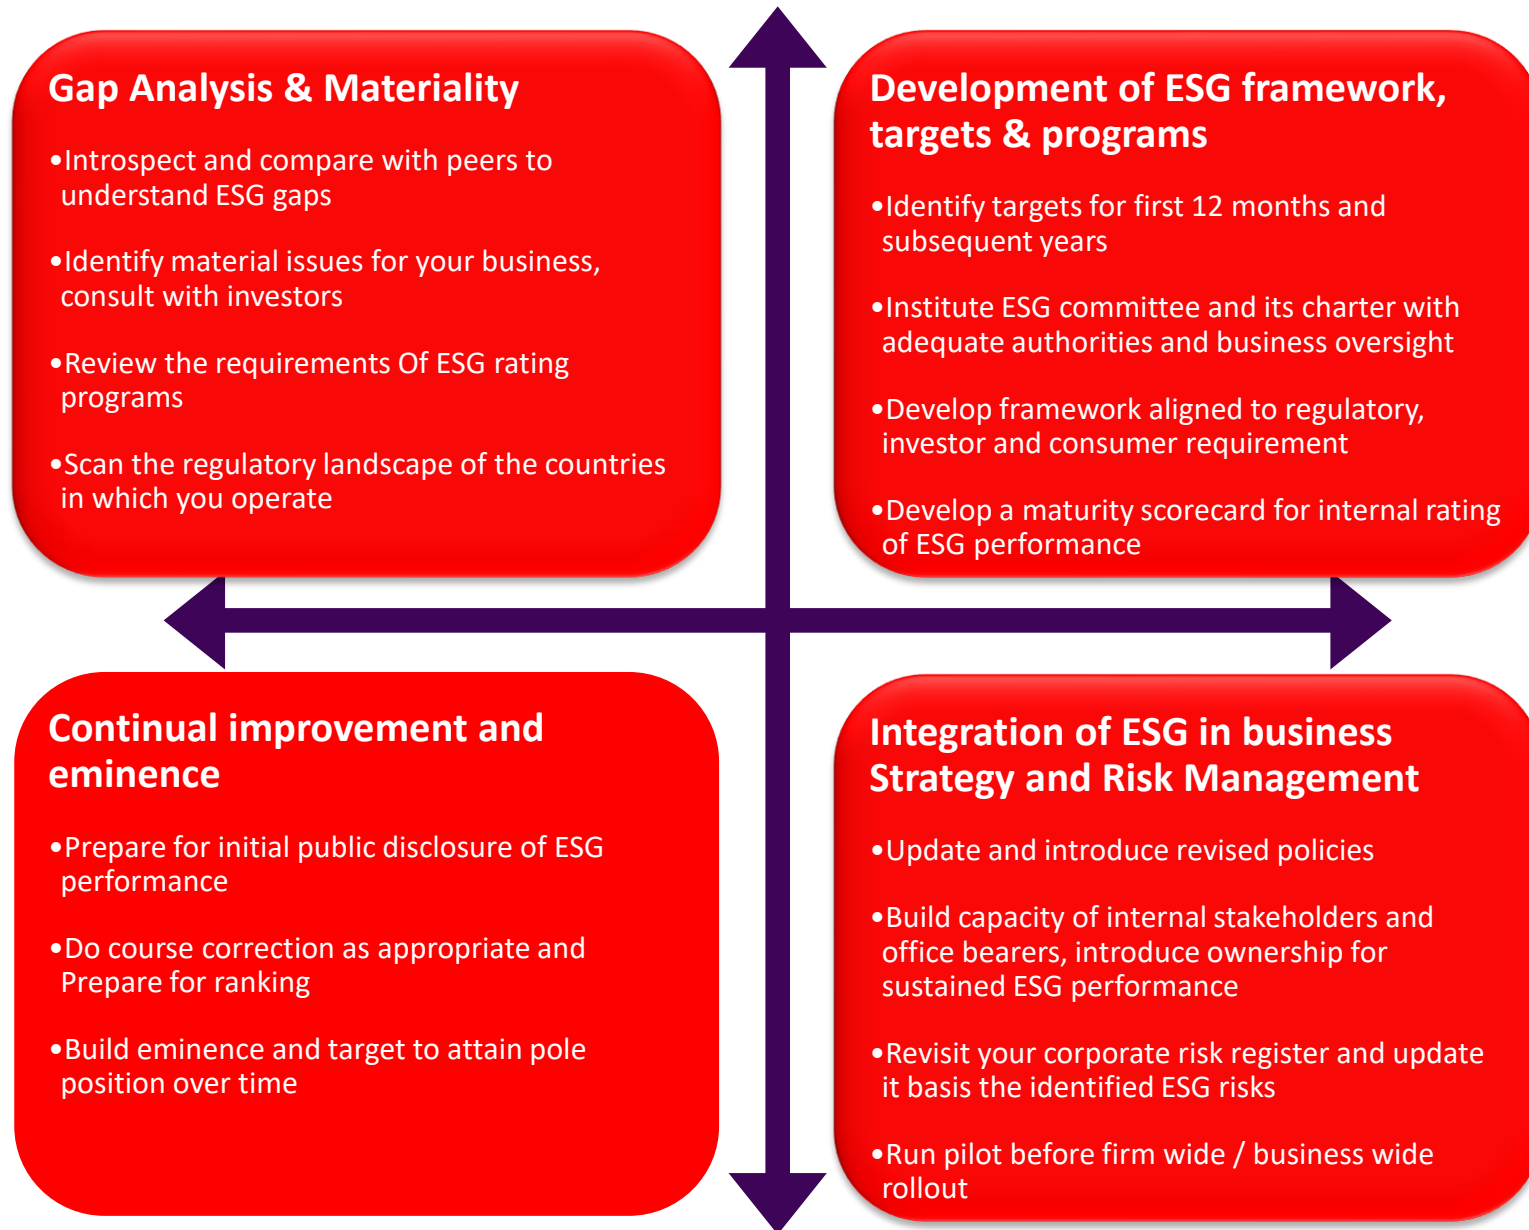 Gap Analysis & Materiality
•Introspect and compare with peers to
understand ESG gaps
•Identify material issues for your business,
consult with investors
•Review the requirements Of ESG rating
programs
•Scan the regulatory landscape of the countries
in which you operate
Development of ESG framework,
targets & programs
•Identify targets for first 12 months and
subsequent years
•Institute ESG committee and its charter with
adequate authorities and business oversight
•Develop framework aligned to regulatory,
investor and consumer requirement
•Develop a maturity scorecard for internal rating
of ESG performance
Continual improvement and
eminence
•Prepare for initial public disclosure of ESG
performance
•Do course correction as appropriate and
Prepare for ranking
•Build eminence and target to attain pole
position over time
Integration of ESG in business
Strategy and Risk Management
•Update and introduce revised policies
•Build capacity of internal stakeholders and
office bearers, introduce ownership for
sustained ESG performance
•Revisit your corporate risk register and update
it basis the identified ESG risks
•Run pilot before firm wide / business wide
rollout